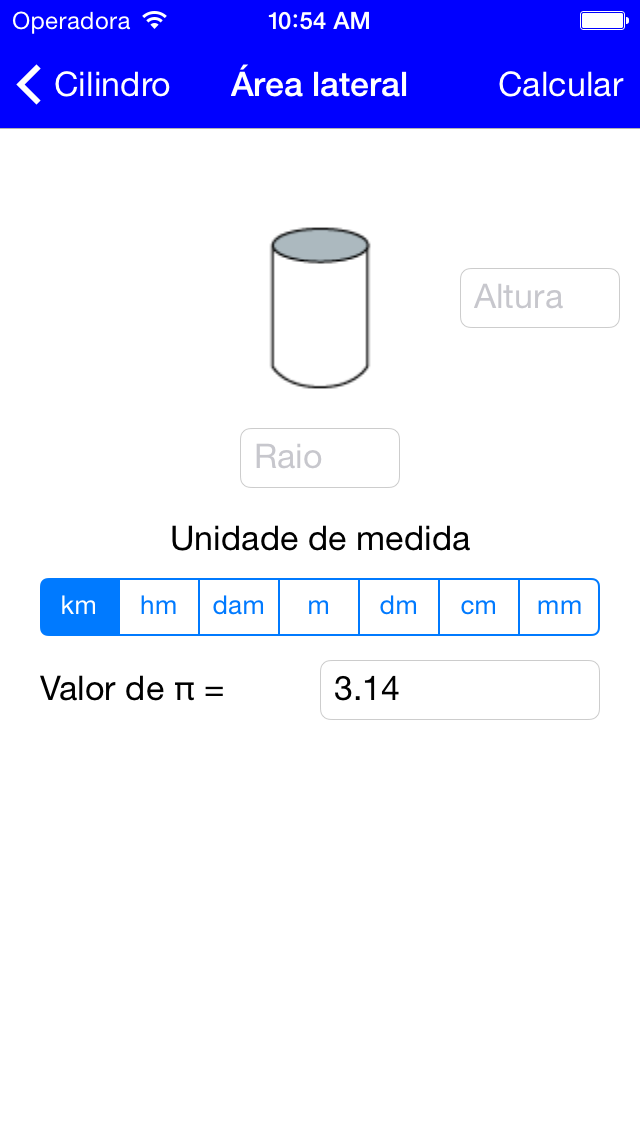 Operadora 10:54 AM
Cilindro Área lateral Calcular
Altura
Raio
Unidade de medida
km hm dam m dm cm mm
Valor de π = 3.14